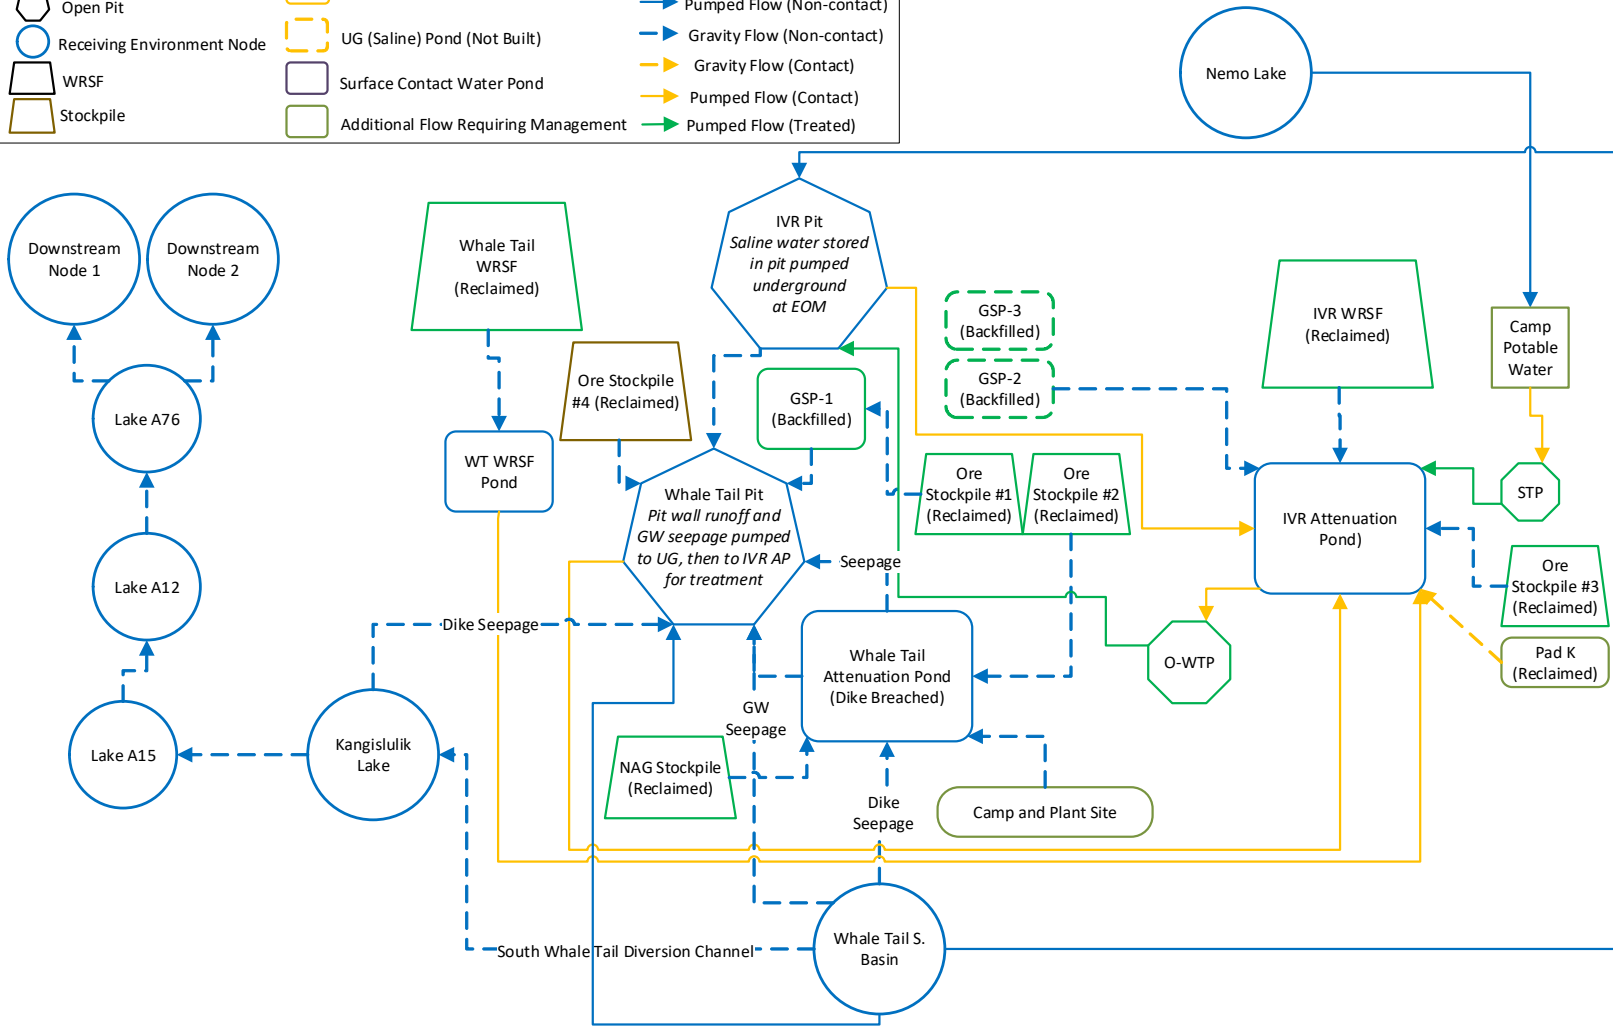 Open Pit
Receiving Environment Node
WRSF
Stockpile
UG (Saline) Pond (Not Built)
Surface Contact Water Pond
Additional Flow Requiring Management
Pumped Flow (Non-contact)
Gravity Flow (Non-contact)
Gravity Flow (Contact)
Pumped Flow (Contact)
Pumped Flow (Treated)
Nemo Lake
Downstream
Node 1
Downstream
Node 2
Whale Tail
WRSF
(Reclaimed)
IVR Pit
Saline water stored
in pit pumped
underground
at EOM
GSP-3
(Backfilled)
GSP-2
(Backfilled)
IVR WRSF
(Reclaimed)
Camp
Potable
Water
Lake A76
Ore Stockpile
#4 (Reclaimed)
GSP-1
(Backfilled)
WT WRSF
Pond
Whale Tail Pit
Pit wall runoff and
GW seepage pumped
to UG, then to IVR AP
for treatment
Ore
Stockpile #1
(Reclaimed)
Ore
Stockpile #2
(Reclaimed)
IVR Attenuation
Pond)
STP
Seepage
Ore
Stockpile #3
(Reclaimed)
Lake A12
Dike Seepage
Whale Tail
Attenuation Pond
(Dike Breached)
O-WTP
Pad K
(Reclaimed)
GW
Seepage
Lake A15
Kangislulik
Lake
NAG Stockpile
(Reclaimed)
Dike
Seepage
Camp and Plant Site
South Whale Tail Diversion Channel
Whale Tail S.
Basin